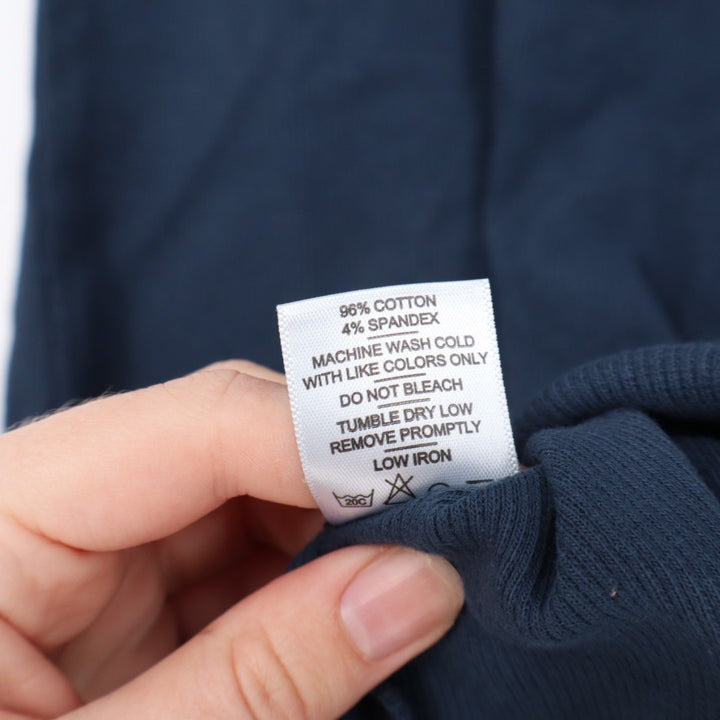 96% COTTON
4% SPANDEX
MACHINE WASH COLD
WITH LIKE COLORS ONLY
DO NOT BLEACH
TUMBLE DRY LOW
REMOVE PROMPTLY
LOW IRON
20C